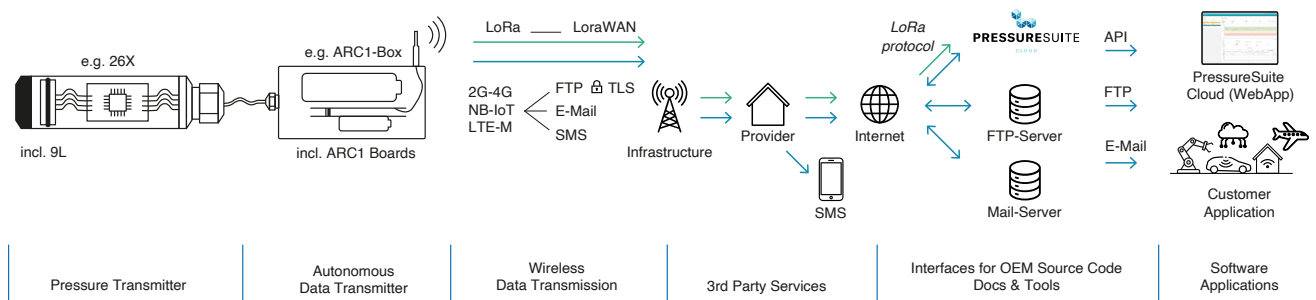 e.g. 26X
incl. 9L
e.g. ARC1-Box
incl. ARC1 Boards
LoRa ___ LoraWAN
2G-4G
NB-IoT
LTE-M
FTP TLS
E-Mail
SMS
Infrastructure
Provider
SMS
Internet
LoRa
protocol
PRESSURESUITE
CLOUD
FTP-Server
Mail-Server
API
FTP
E-Mail
PressureSuite
Cloud (WebApp)
Customer
Application
Pressure Transmitter
Autonomous
Data Transmitter
Wireless
Data Transmission
3rd Party Services
Interfaces for OEM Source Code
Docs & Tools
Software
Applications